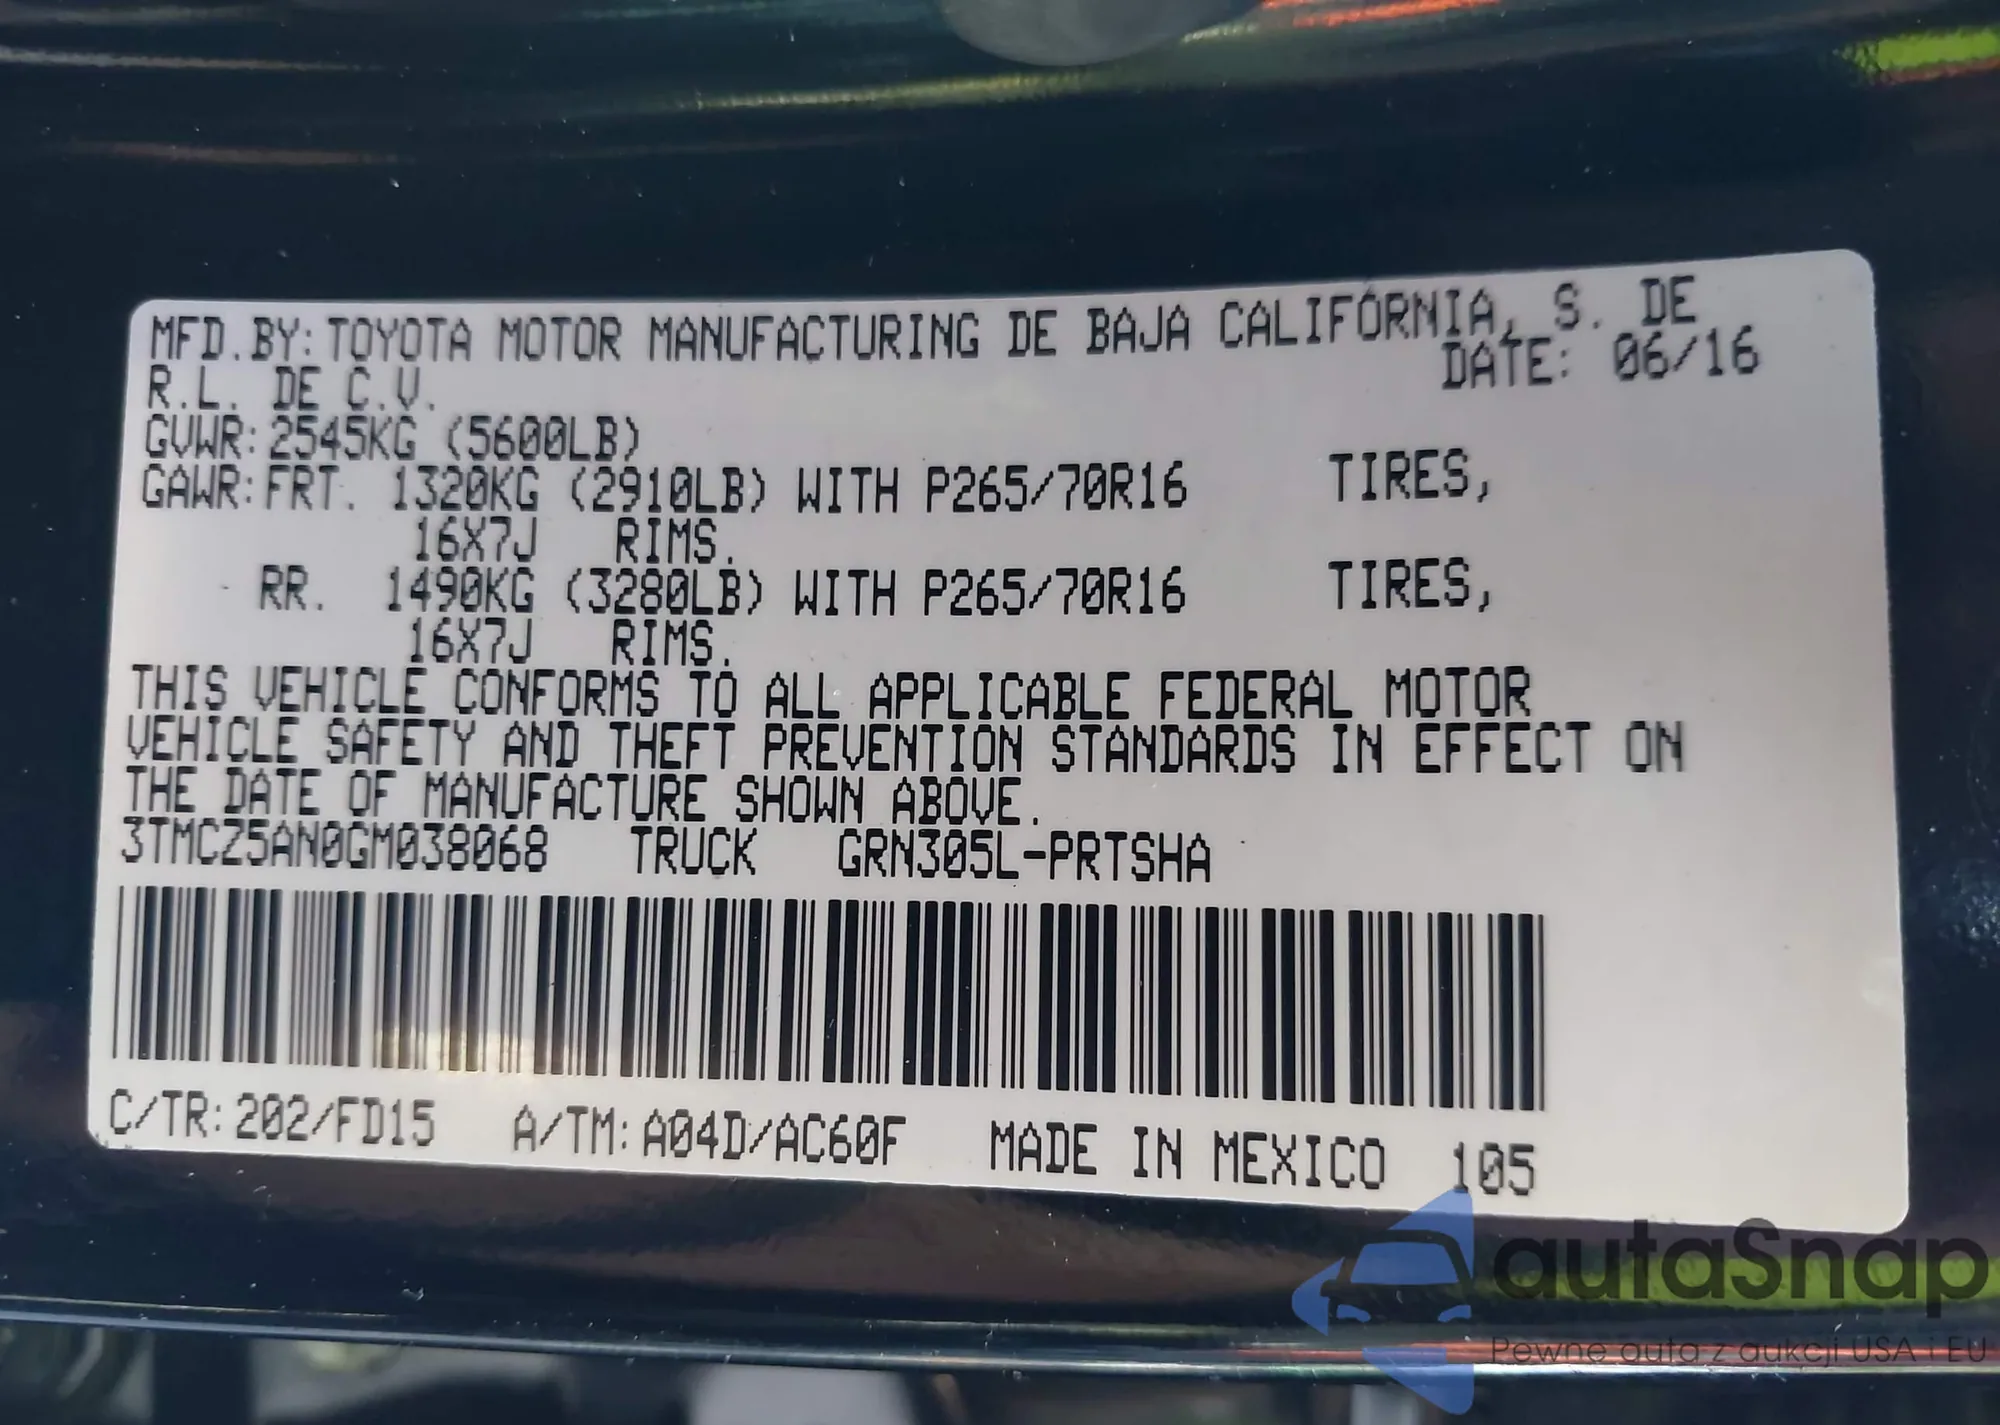 MFD.BY:TOYOTA MOTOR MANUFACTURING DE BAJA CALIFORNIA, S. DE
R.L. DE C.V.
DATE: 06/16
GVWR:2545KG (5600LB)
GAWR:FRT. 1320KG (2910LB) WITH P265/70R16 TIRES,
16X7J RIMS.
RR. 1490KG (3280LB) WITH P265/70R16 TIRES,
16X7J RIMS.
THIS VEHICLE CONFORMS TO ALL APPLICABLE FEDERAL MOTOR
VEHICLE SAFETY AND THEFT PREVENTION STANDARDS IN EFFECT ON
THE DATE OF MANUFACTURE SHOWN ABOVE.
3TMCZ5AN0GM038068 TRUCK GRN305L-PRTSHA
C/TR:202/FD15 A/TM:A04D/AC60F MADE IN MEXICO 105
autaSnap
Pewne auta z aukcji USA i EU